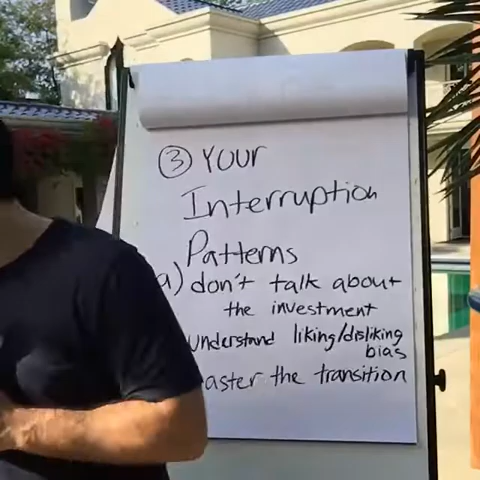 ③ Your
Interruption
Patterns
a) don't talk about
the investment
understand liking/disliking
bias
aster the transition